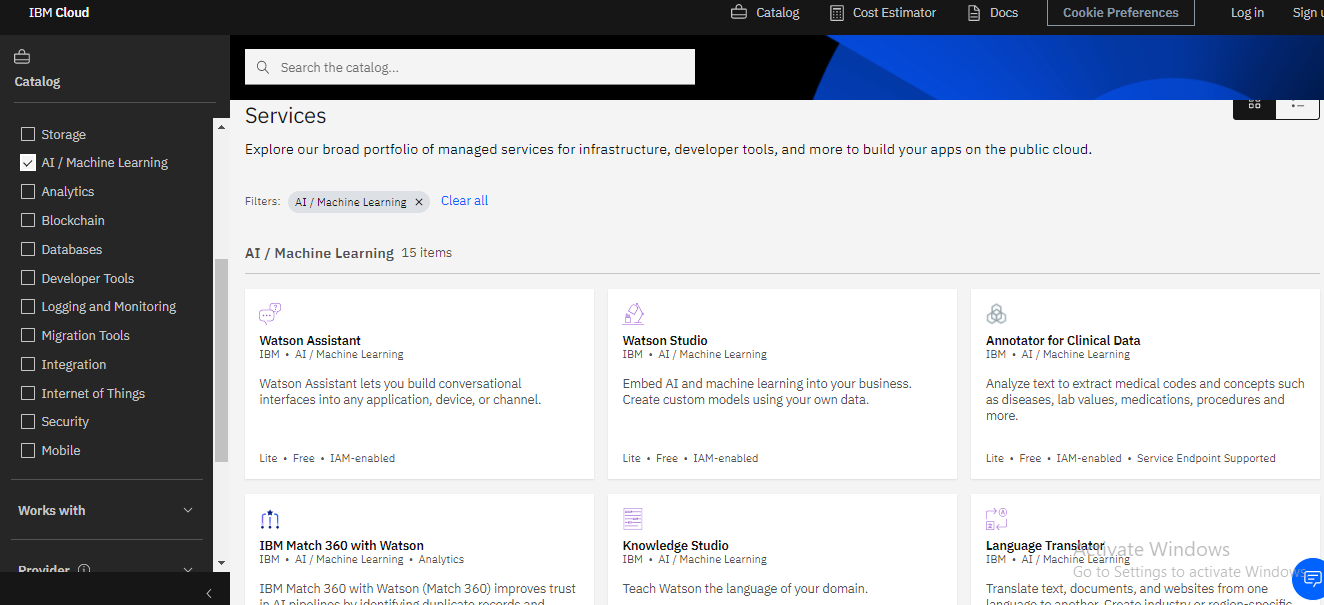 IBM Cloud
Catalog
Cost Estimator
Docs
Cookie Preferences
Log in
Sign
Catalog
Search the catalog...
Storage
AI / Machine Learning
Analytics
Blockchain
Databases
Developer Tools
Logging and Monitoring
Migration Tools
Integration
Internet of Things
Security
Mobile
Works with
Provider
Services
Explore our broad portfolio of managed services for infrastructure, developer tools, and more to build your apps on the public cloud.
Filters: AI / Machine Learning × Clear all
AI / Machine Learning 15 items
Watson Assistant
IBM • AI / Machine Learning
Watson Assistant lets you build conversational
interfaces into any application, device, or channel.
Lite • Free • IAM-enabled
Watson Studio
IBM • AI / Machine Learning
Embed AI and machine learning into your business.
Create custom models using your own data.
Lite • Free • IAM-enabled
Annotator for Clinical Data
IBM • AI / Machine Learning
Analyze text to extract medical codes and concepts such
as diseases, lab values, medications, procedures and
more.
Lite • Free • IAM-enabled • Service Endpoint Supported
IBM Match 360 with Watson
IBM • AI / Machine Learning • Analytics
IBM Match 360 with Watson (Match 360) improves trust
in AI pipelines by identifying duplicate records and
Knowledge Studio
IBM • AI / Machine Learning
Teach Watson the language of your domain.
Language Translator
IBM • AI / Machine Learning
Translate text, documents, and websites from one
language to another. Create industry or region-specific
Activate Windows
Go to Settings to activate Windows.